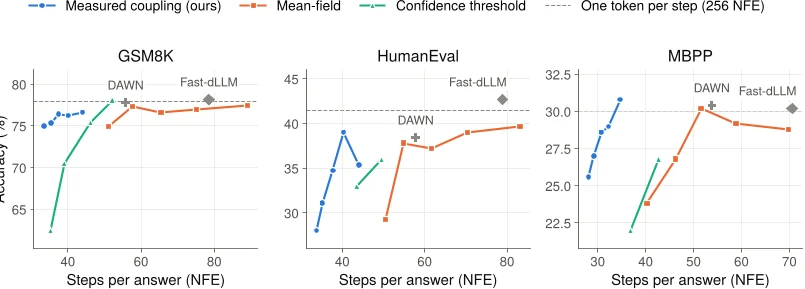 Measured coupling (ours) Mean-field Confidence threshold One token per step (256 NFE)
GSM8K HumanEval MBPP
80
75
70
65
Accuracy (%)
DAWN
Fast-dLLM
40 60 80
Steps per answer (NFE)
45
40
35
30
Fast-dLLM
DAWN
40 60 80
Steps per answer (NFE)
32.5
30.0
27.5
25.0
22.5
DAWN
Fast-dLLM
30 40 50 60 70
Steps per answer (NFE)